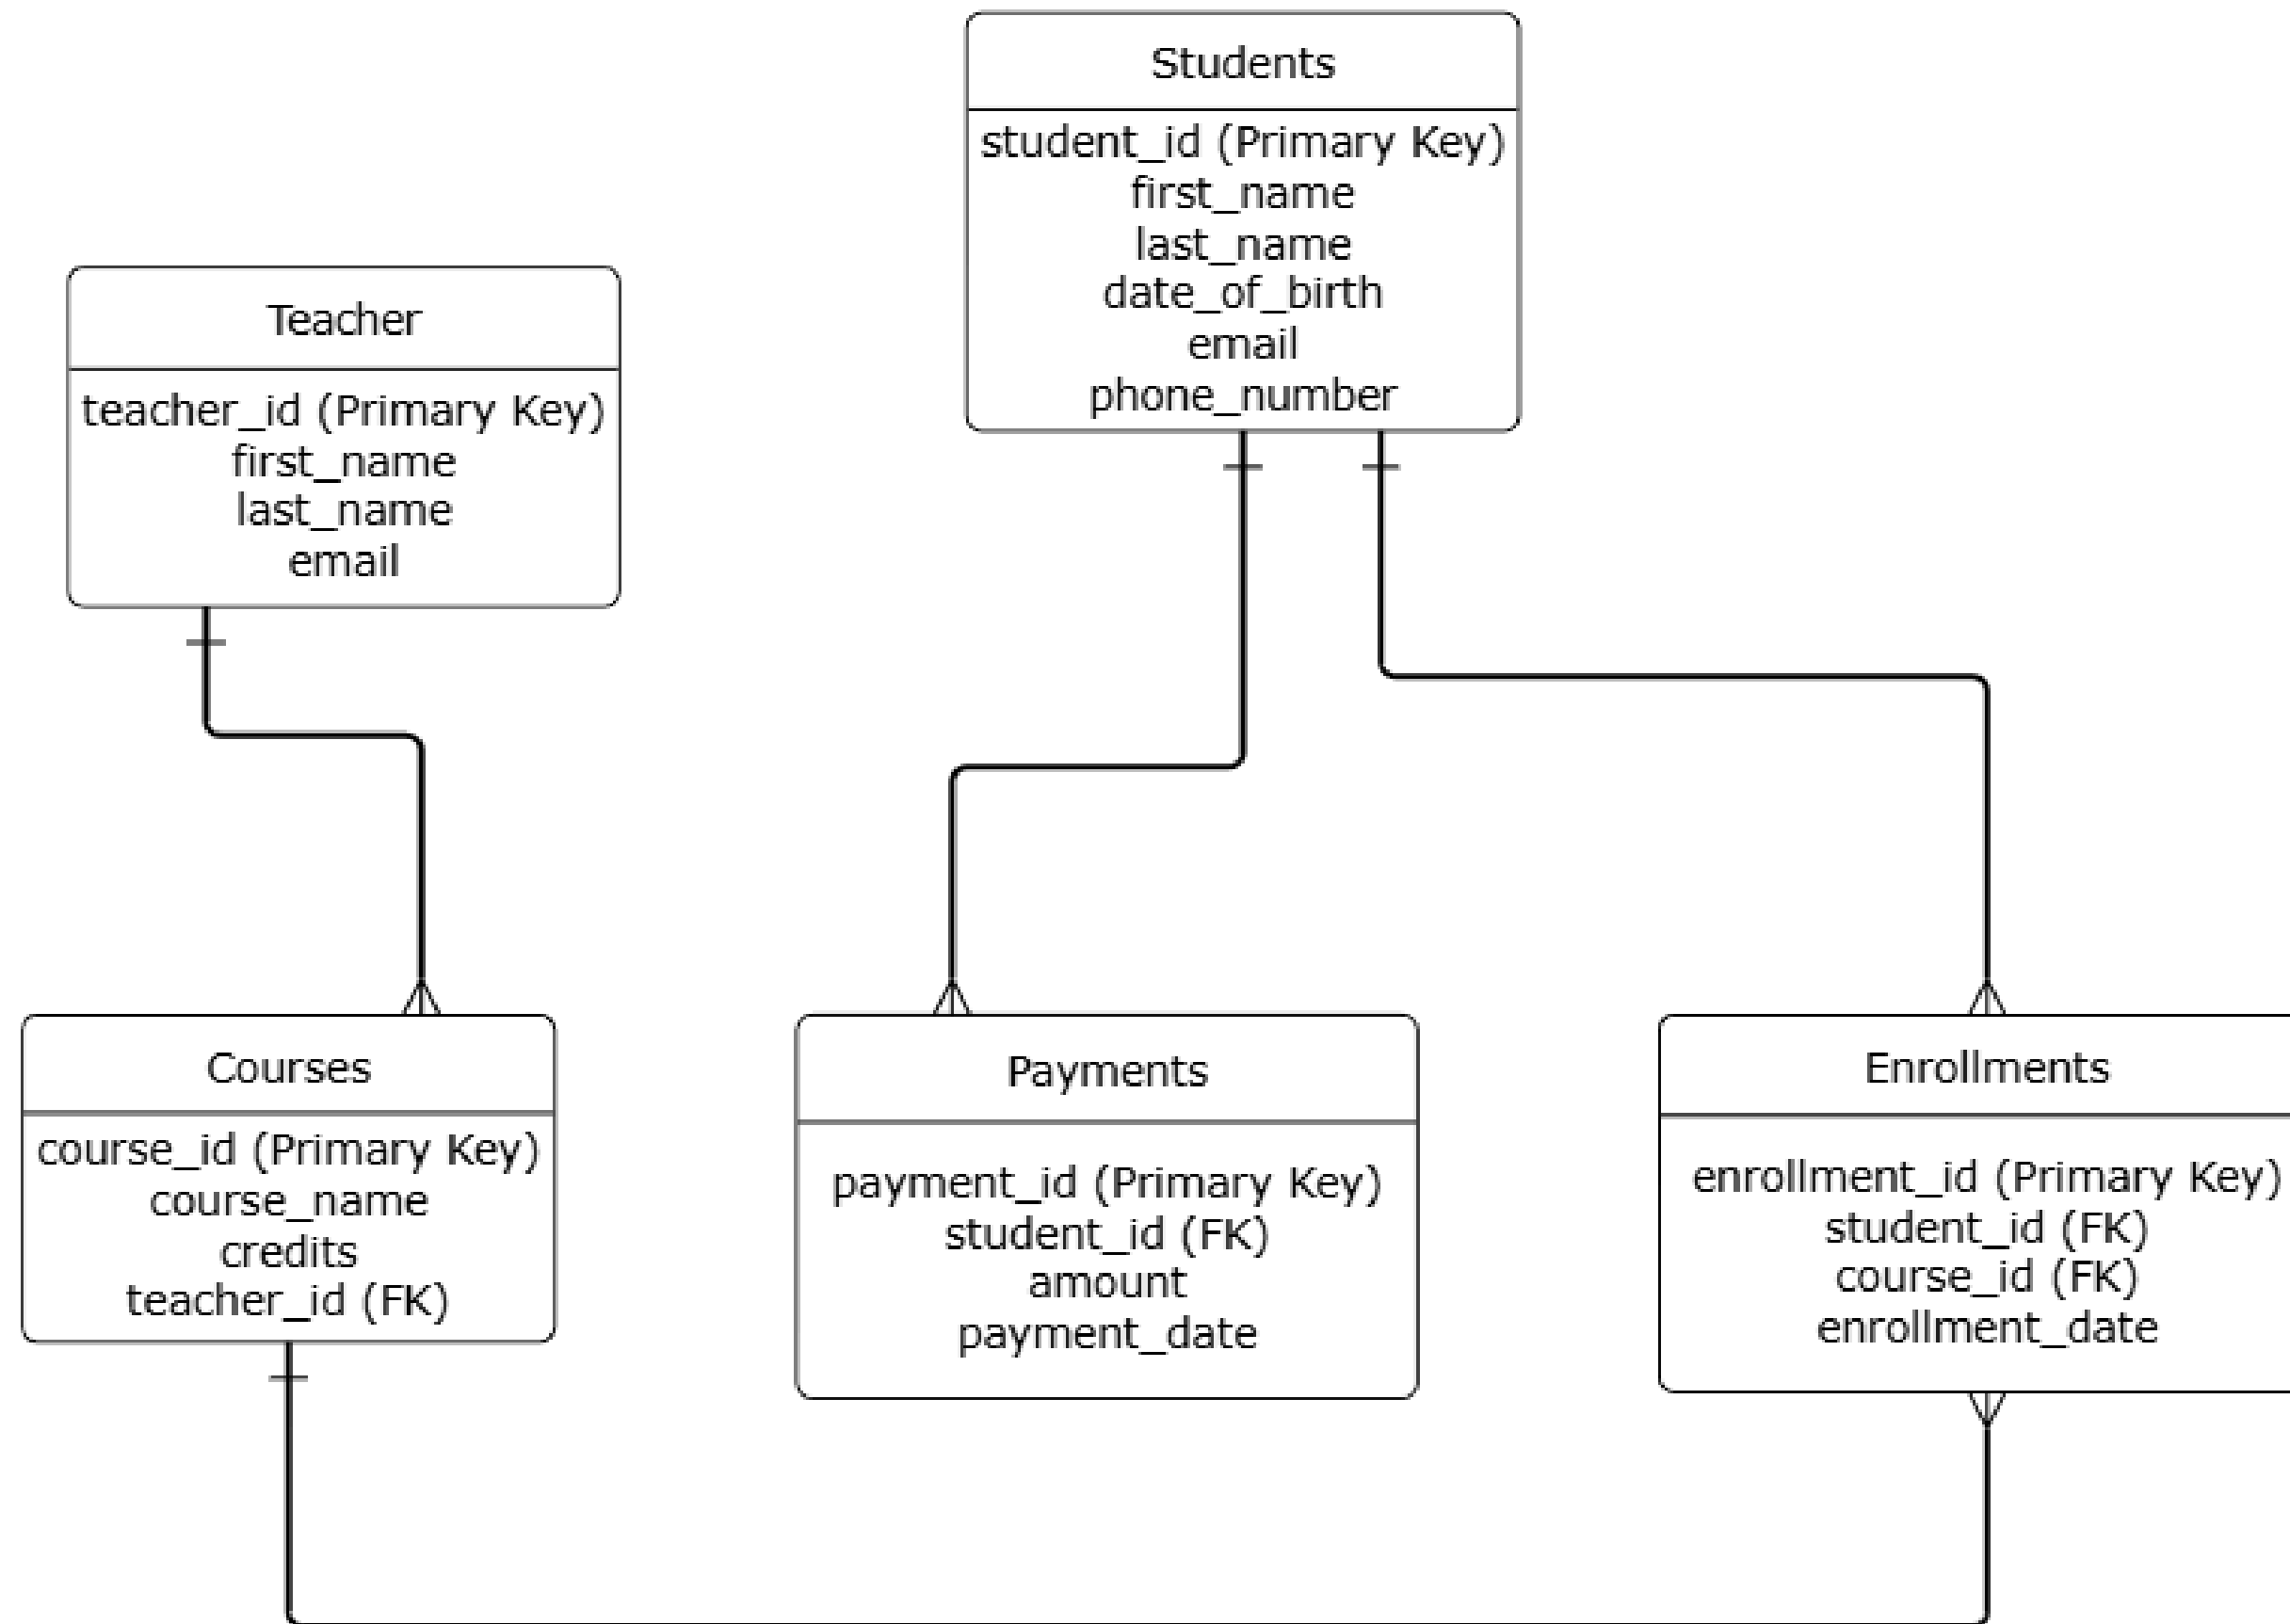 Students
student_id (Primary Key)
first_name
last_name
date_of_birth
email
phone_number
Teacher
teacher_id (Primary Key)
first_name
last_name
email
Courses
course_id (Primary Key)
course_name
credits
teacher_id (FK)
Payments
payment_id (Primary Key)
student_id (FK)
amount
payment_date
Enrollments
enrollment_id (Primary Key)
student_id (FK)
course_id (FK)
enrollment_date